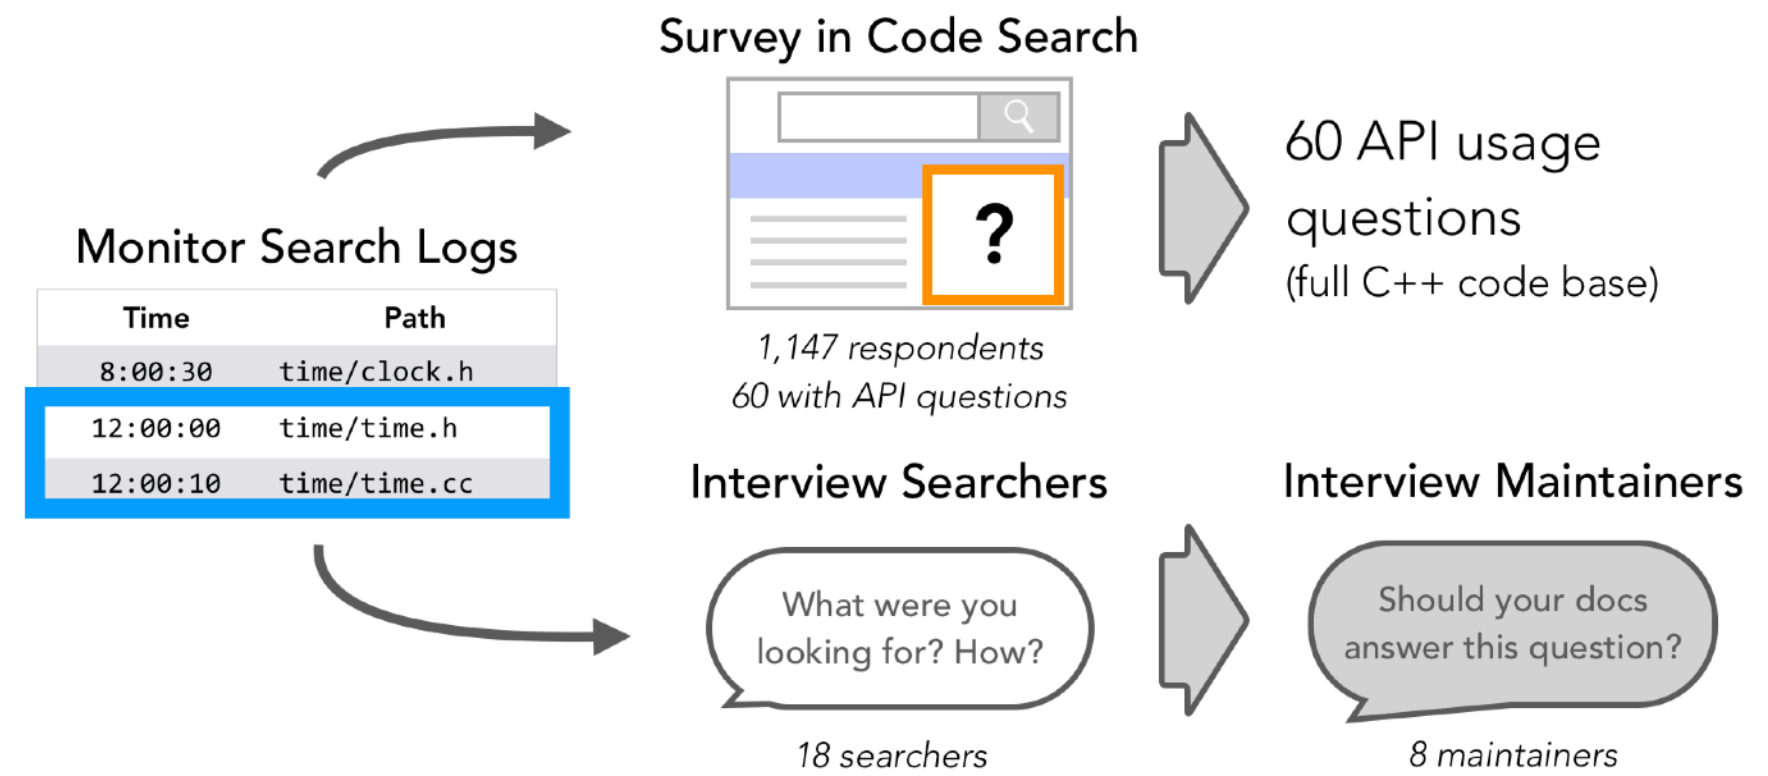 Survey in Code Search
?
1,147 respondents
60 with API questions
60 API usage
questions
(full C++ code base)
Monitor Search Logs
Time Path
8:00:30 time/clock.h
12:00:00 time/time.h
12:00:10 time/time.cc
Interview Searchers
What were you
looking for? How?
18 searchers
Interview Maintainers
Should your docs
answer this question?
8 maintainers